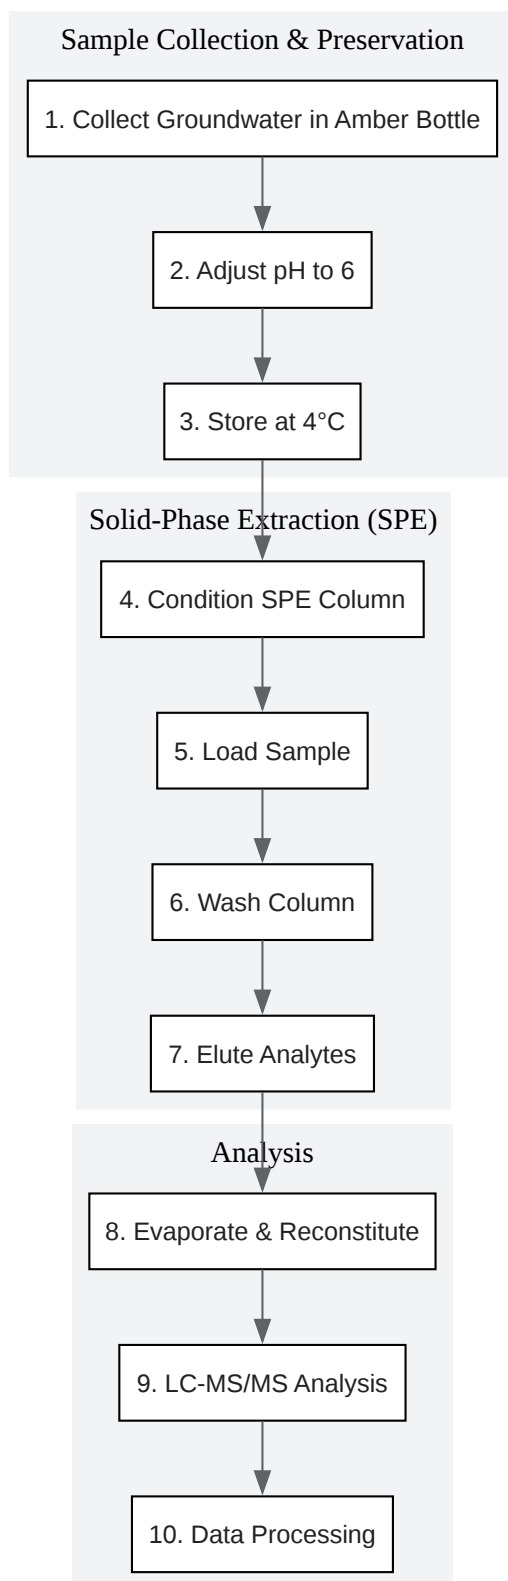 Sample Collection & Preservation
1. Collect Groundwater in Amber Bottle
2. Adjust pH to 6
3. Store at 4°C
Solid-Phase Extraction (SPE)
4. Condition SPE Column
5. Load Sample
6. Wash Column
7. Elute Analytes
Analysis
8. Evaporate & Reconstitute
9. LC-MS/MS Analysis
10. Data Processing